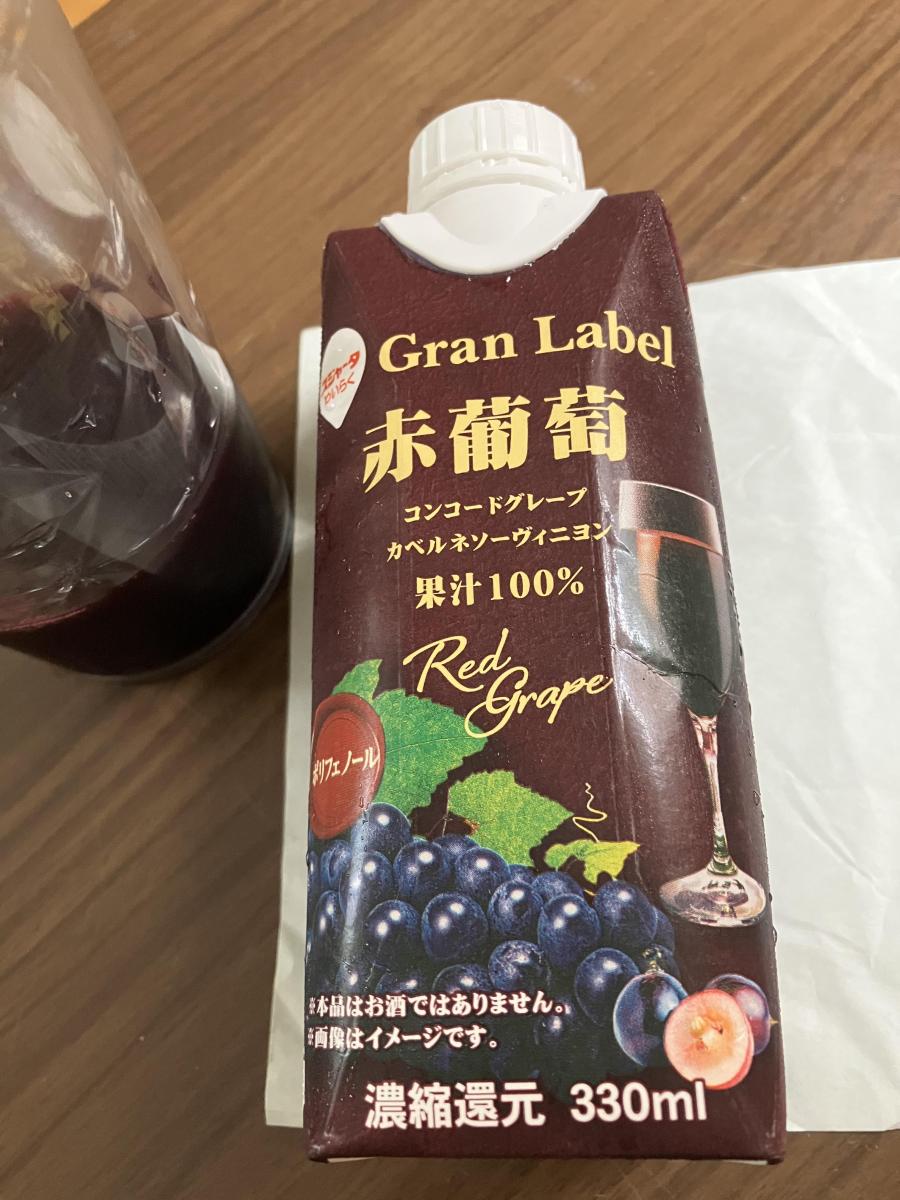 Gran Label
スジャータ
めいらく
赤葡萄
コンコードグレープ
カベルネソーヴィニヨン
果汁100%
Red
Grape
ポリフェノール
※本品はお酒ではありません。
※画像はイメージです。
濃縮還元 330ml